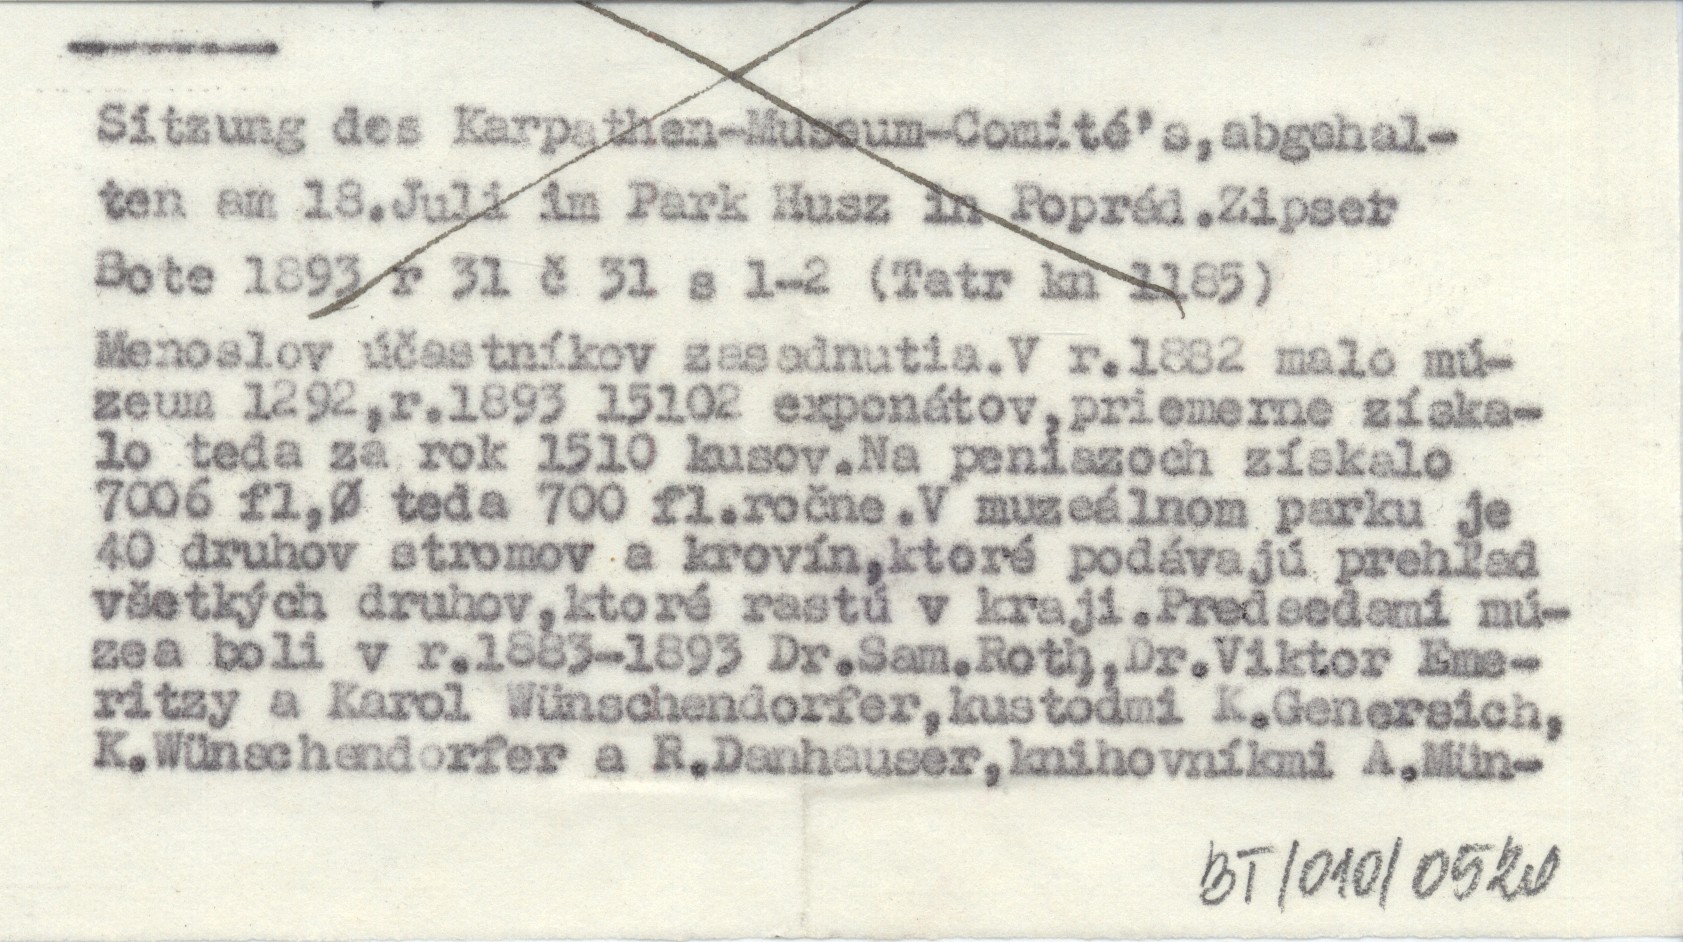 Sitzung des Karpathen-Museum-Comité's,abgehal-
ten am 18.Juli im Park Husz in Poprád.Zipser
Bote 1893 r 31 č 31 s 1-2 (Tatr kn 1185)
Menoslov účastníkov zasadnutia.V r.1882 malo mú-
zeum 1292,r.1893 15102 exponátov,priemerne získa-
lo teda za rok 1510 kusov.Na peniazoch získalo
7006 fl,Ø teda 700 fl.ročne.V muzeálnom parku je
40 druhov stromov a krovín,ktoré podávajú prehľad
všetkých druhov,ktoré rastú v kraji.Predsedami mú-
zea boli v r.1883-1893 Dr.Sam.Roth,Dr.Viktor Eme-
ritzy a Karol Wünschendorfer,kustodmi K.Genersich,
K.Wünschendorfer a R.Danhauser,knihovníkmi A.Mün-
BT/010/0520